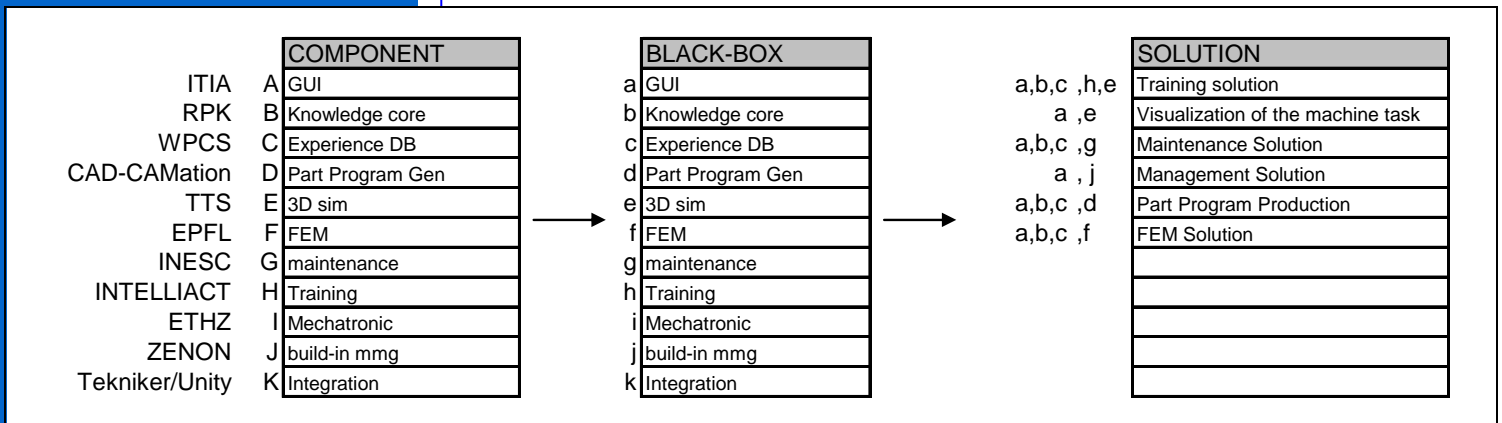 COMPONENT BLACK-BOX SOLUTION
ITIA A GUI a GUI a,b,c ,h,e Training solution
RPK B Knowledge core b Knowledge core a ,e Visualization of the machine task
WPCS C Experience DB c Experience DB a,b,c ,g Maintenance Solution
CAD-CAMation D Part Program Gen d Part Program Gen a , j Management Solution
TTS E 3D sim e 3D sim a,b,c ,d Part Program Production
EPFL F FEM f FEM a,b,c ,f FEM Solution
INESC G maintenance g maintenance
INTELLIACT H Training h Training
ETHZ I Mechatronic i Mechatronic
ZENON J build-in mmg j build-in mmg
Tekniker/Unity K Integration k Integration